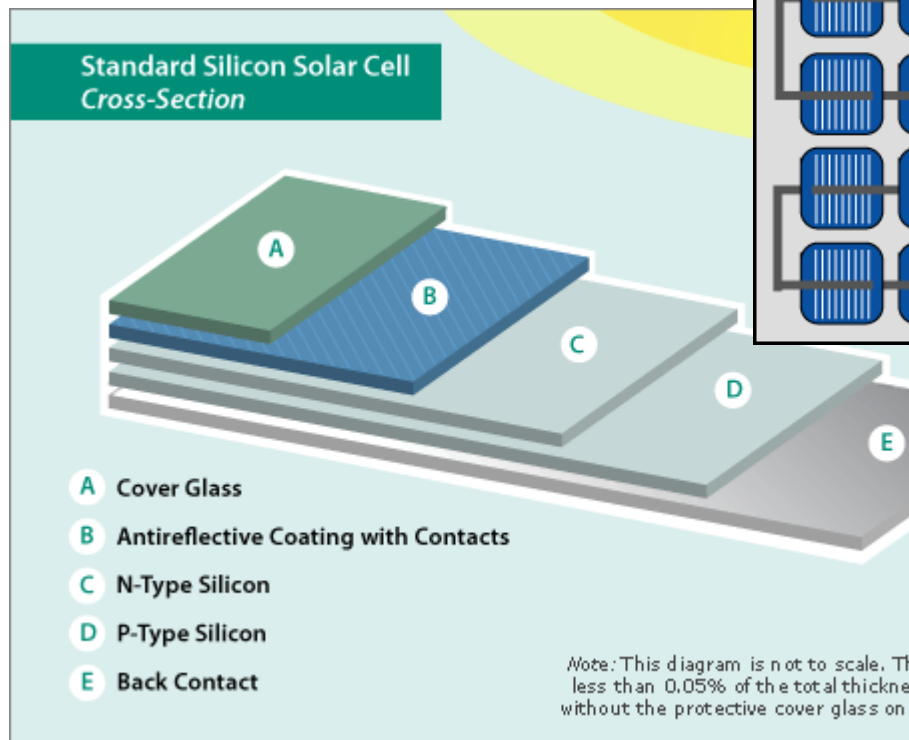 Standard Silicon Solar Cell
Cross-Section
A
B
C
D
E
A Cover Glass
B Antireflective Coating with Contacts
C N-Type Silicon
D P-Type Silicon
E Back Contact
Note: This diagram is not to scale.
less than 0.05% of the total
without the protective cover glass on